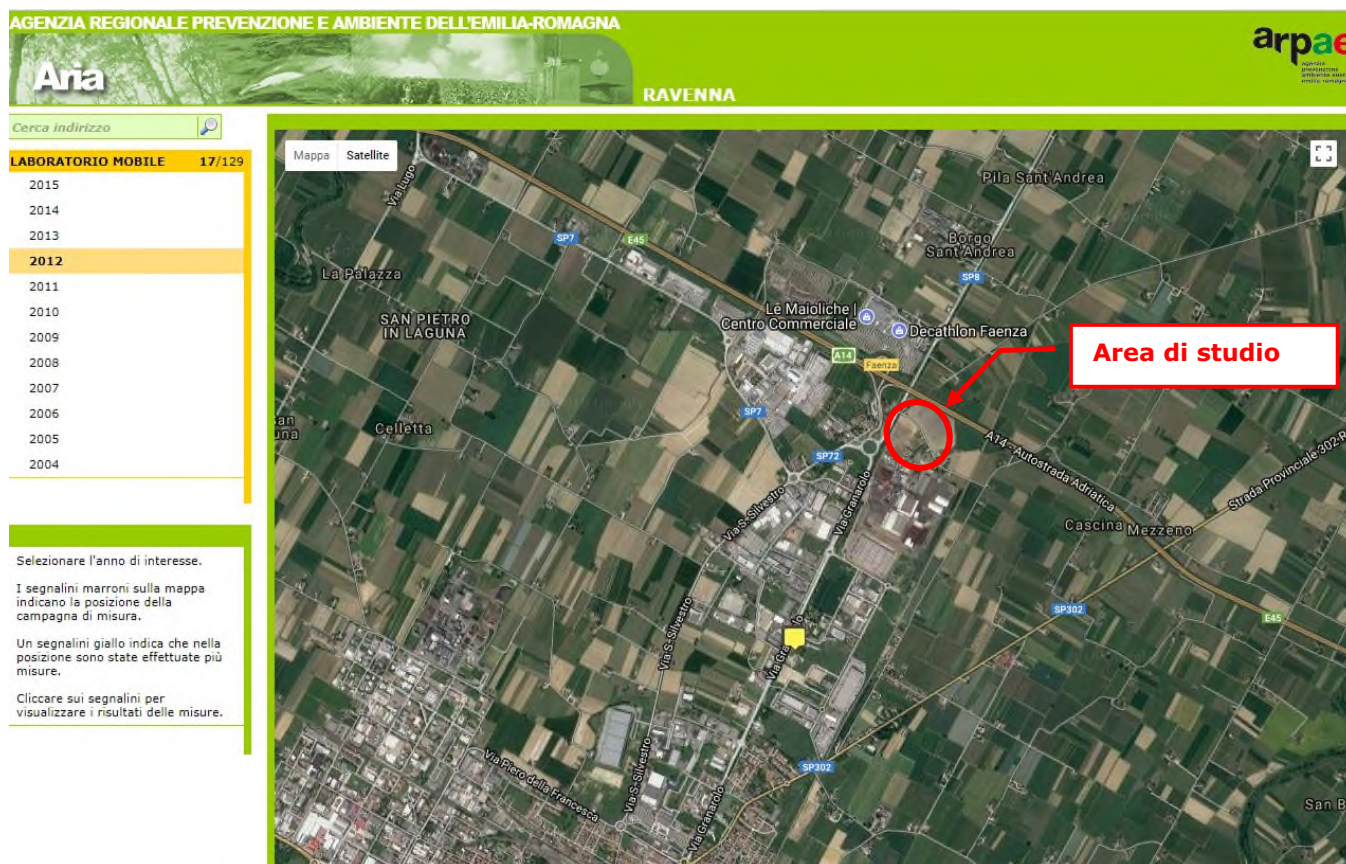 AGENZIA REGIONALE PREVENZIONE E AMBIENTE DELL'EMILIA-ROMAGNA
Aria
RAVENNA
arpae
Cerca indirizzo
LABORATORIO MOBILE 17/129
2015
2014
2013
2012
2011
2010
2009
2008
2007
2006
2005
2004
Selezionare l'anno di interesse.
I segnalini marroni sulla mappa
indicano la posizione della
campagna di misura.
Un segnalini giallo indica che nella
posizione sono state effettuate più
misure.
Cliccare sui segnalini per
visualizzare i risultati delle misure.
Mappa Satellite
Pila Sant'Andrea
Via Lugo
SP7
E45
Borgo
Sant'Andrea
SP8
La Palazza
SAN PIETRO
IN LAGUNA
Le Maioliche |
Centro Commerciale
Decathlon Faenza
A14
Faenza
Area di studio
SP7
Celletta
SP72
A14 - Autostrada Adriatica
Strada Provinciale 302
Via S. Silvestro
Via Granarolo
Cascina Mezzeno
SP302
E45
Via S. Silvestro
SP302
Via Piero della Francesca
Via S. Silvestro
Via Granarolo
San B